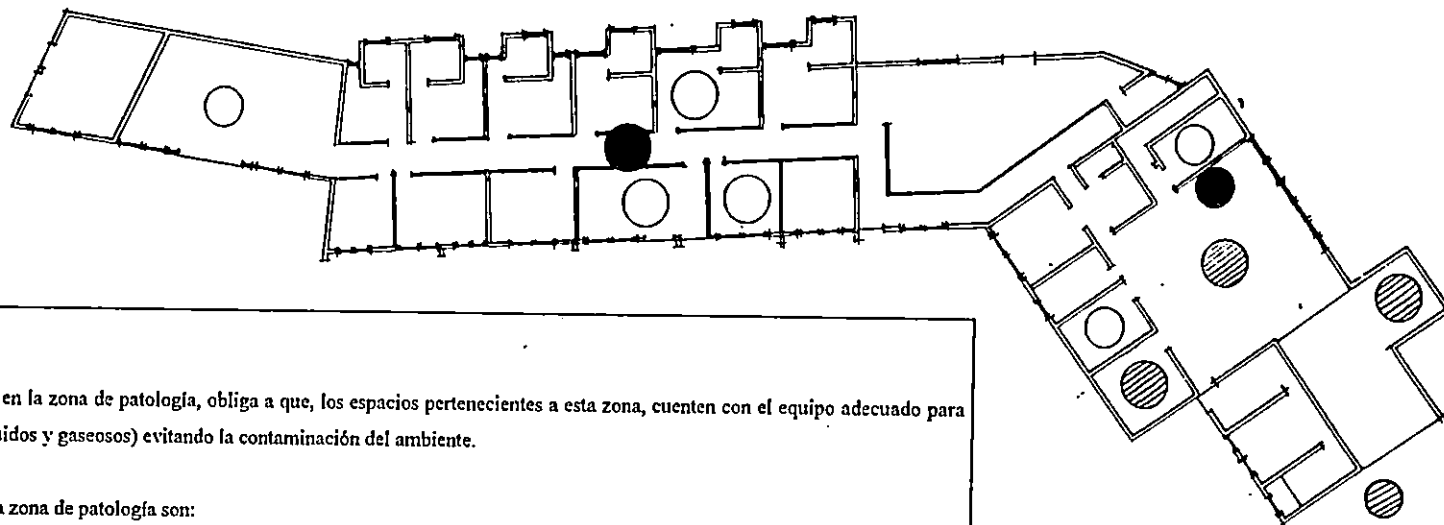 en la zona de patología, obliga a que, los espacios pertenecientes a esta zona, cuenten con el equipo adecuado para
uidos y gaseosos) evitando la contaminación del ambiente.
a zona de patología son: